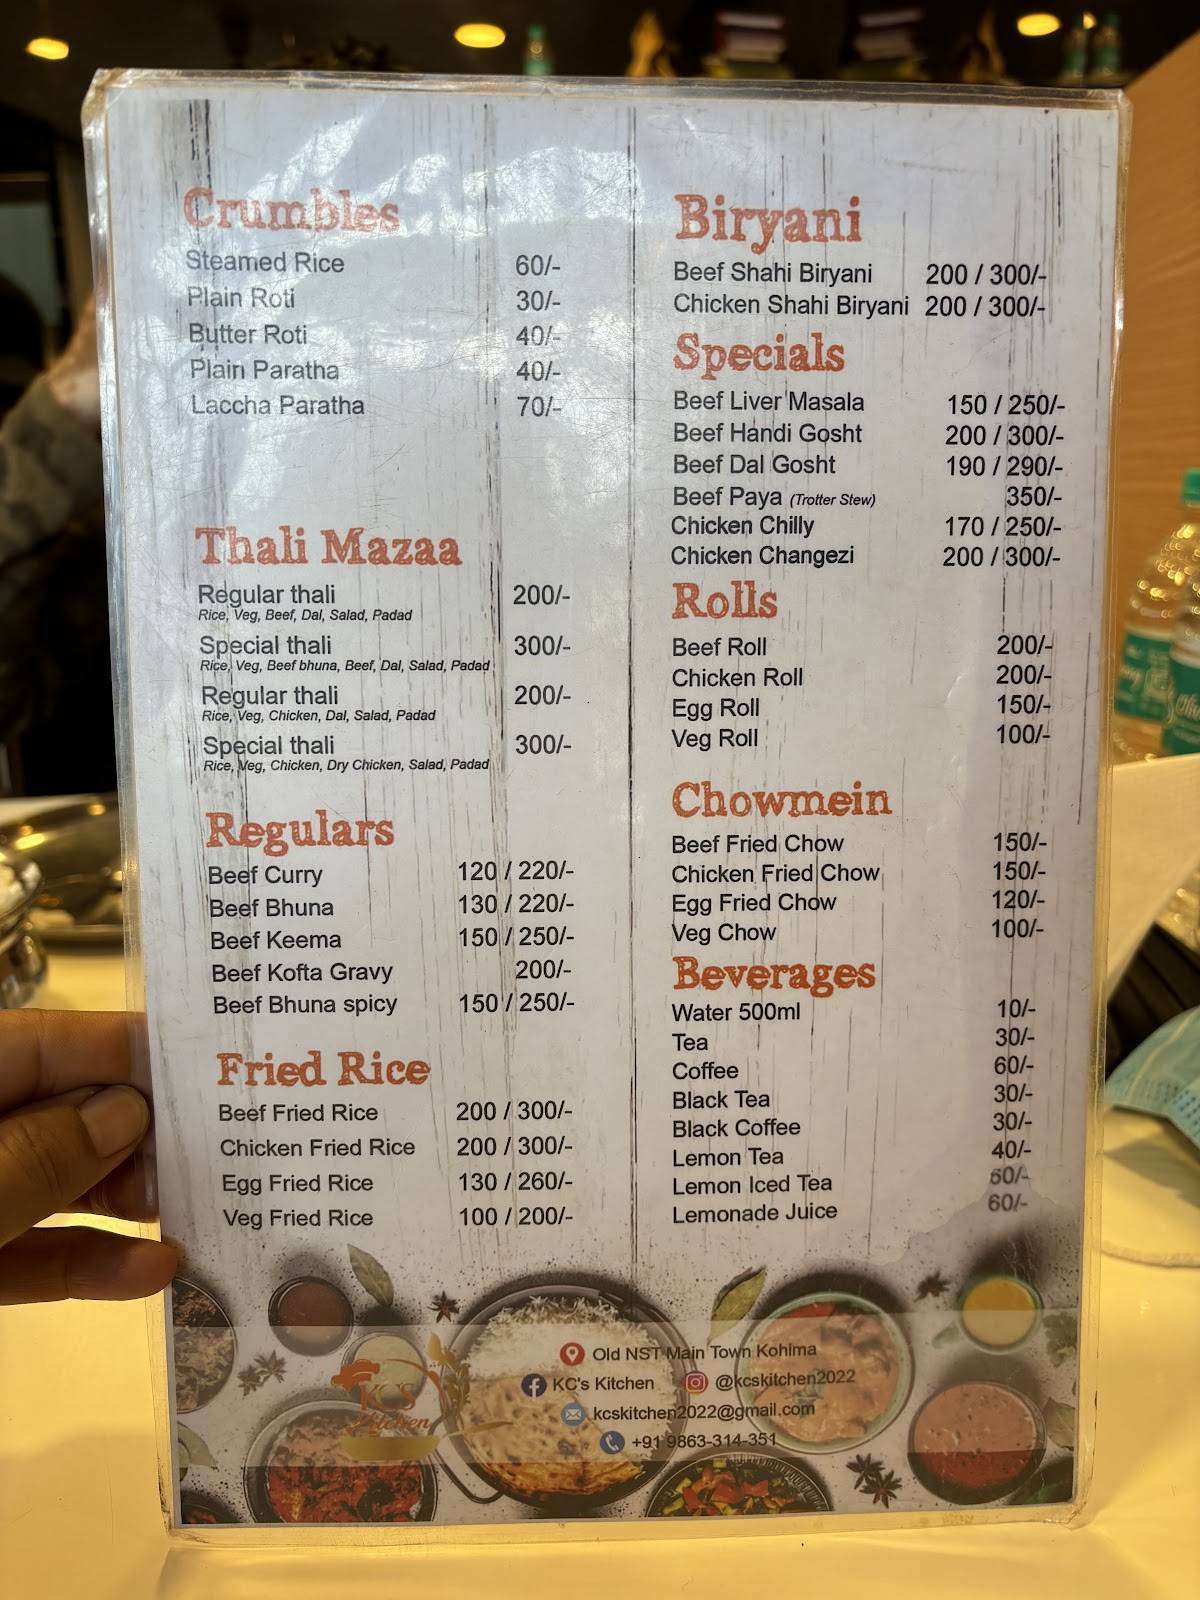 Crumbles
Steamed Rice 60/-
Plain Roti 30/-
Butter Roti 40/-
Plain Paratha 40/-
Laccha Paratha 70/-
Thali Mazaa
Regular thali 200/-
Rice, Veg, Beef, Dal, Salad, Padad
Special thali 300/-
Rice, Veg, Beef bhuna, Beef, Dal, Salad, Padad
Regular thali 200/-
Rice, Veg, Chicken, Dal, Salad, Padad
Special thali 300/-
Rice, Veg, Chicken, Dry Chicken, Salad, Padad
Regulars
Beef Curry 120 / 220/-
Beef Bhuna 130 / 220/-
Beef Keema 150 / 250/-
Beef Kofta Gravy 200/-
Beef Bhuna spicy 150 / 250/-
Fried Rice
Beef Fried Rice 200 / 300/-
Chicken Fried Rice 200 / 300/-
Egg Fried Rice 130 / 260/-
Veg Fried Rice 100 / 200/-
Biryani
Beef Shahi Biryani 200 / 300/-
Chicken Shahi Biryani 200 / 300/-
Specials
Beef Liver Masala 150 / 250/-
Beef Handi Gosht 200 / 300/-
Beef Dal Gosht 190 / 290/-
Beef Paya (Trotter Stew) 350/-
Chicken Chilly 170 / 250/-
Chicken Changezi 200 / 300/-
Rolls
Beef Roll 200/-
Chicken Roll 200/-
Egg Roll 150/-
Veg Roll 100/-
Chowmein
Beef Fried Chow 150/-
Chicken Fried Chow 150/-
Egg Fried Chow 120/-
Veg Chow 100/-
Beverages
Water 500ml 10/-
Tea 30/-
Coffee 60/-
Black Tea 30/-
Black Coffee 30/-
Lemon Tea 40/-
Lemon Iced Tea 60/-
Lemonade Juice 60/-
KCS
Kitchen
Old NST Main Town Kohima
KC's Kitchen @kcskitchen2022
kcskitchen2022@gmail.com
+91 9863-314-351